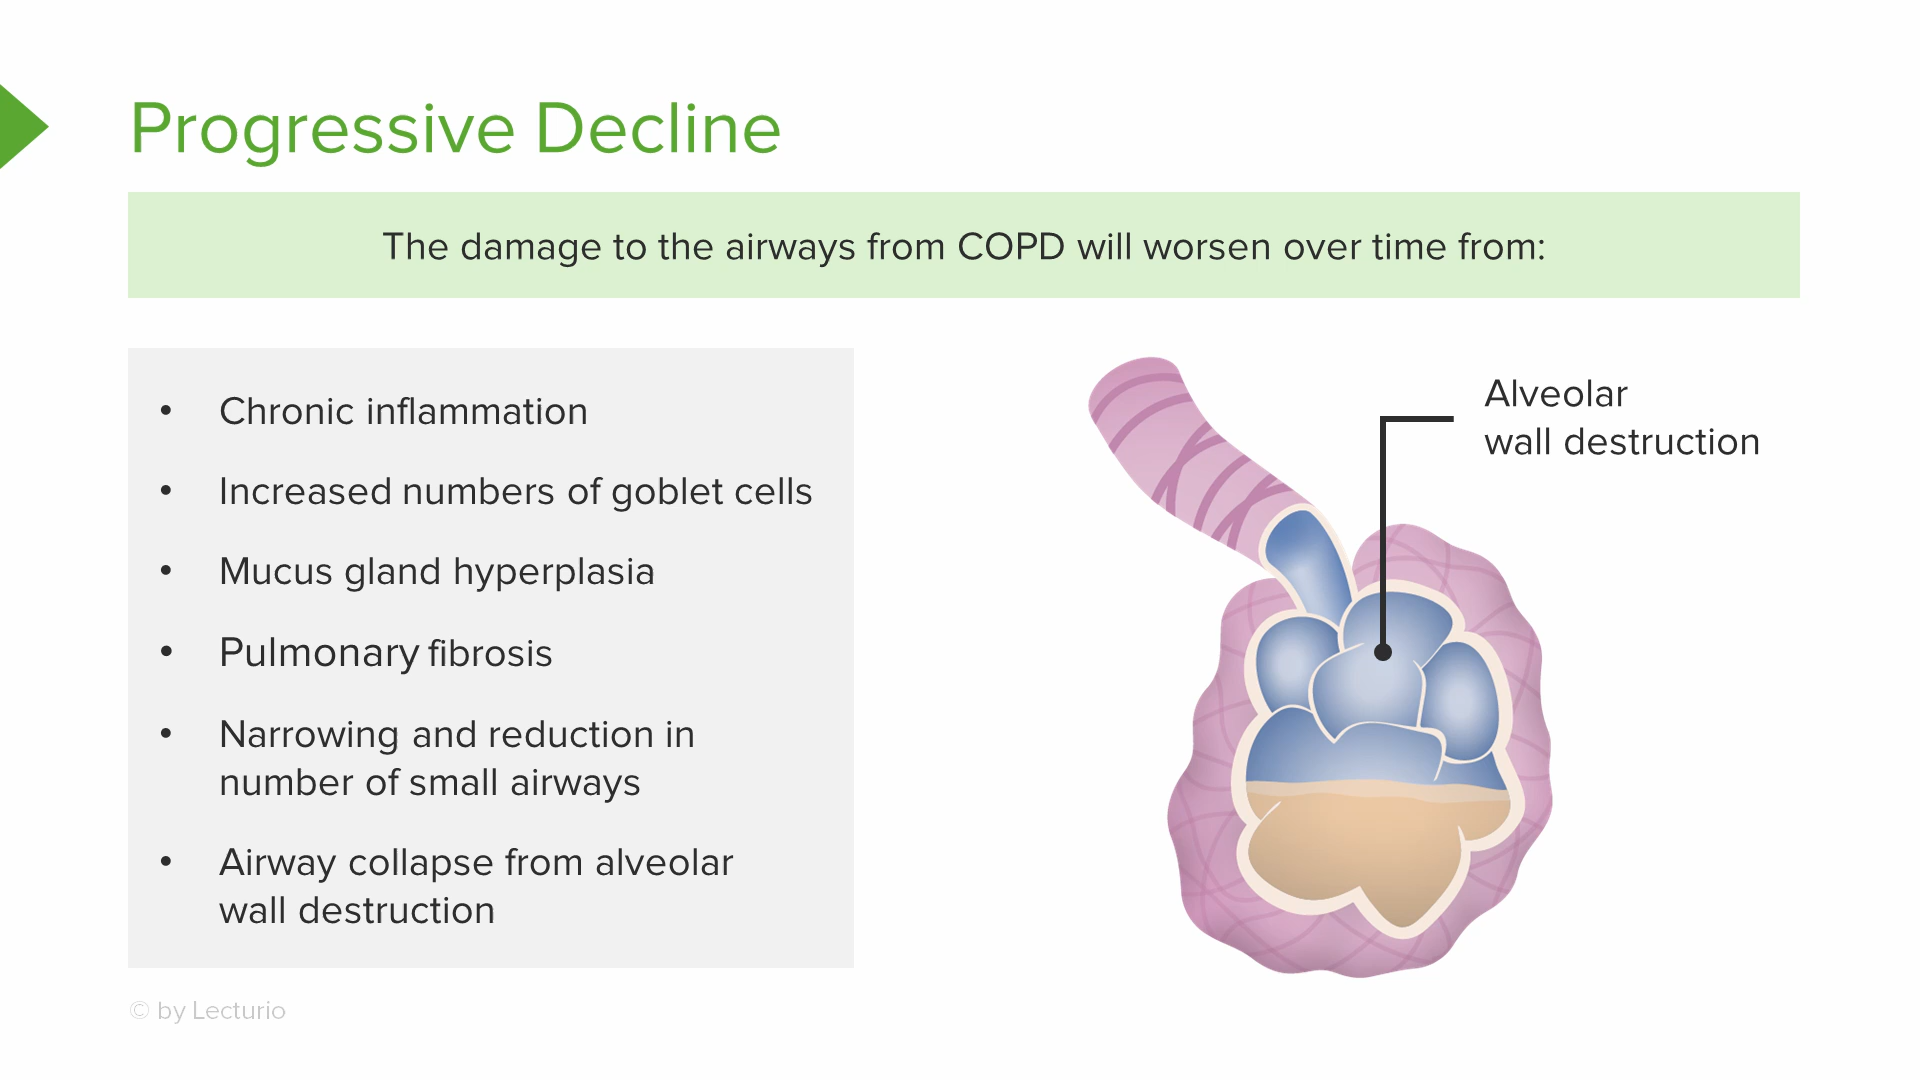 Progressive Decline
The damage to the airways from COPD will worsen over time from:
• Chronic inflammation
• Increased numbers of goblet cells
• Mucus gland hyperplasia
• Pulmonary fibrosis
• Narrowing and reduction in
number of small airways
• Airway collapse from alveolar
wall destruction
Alveolar
wall destruction
© by Lecturio